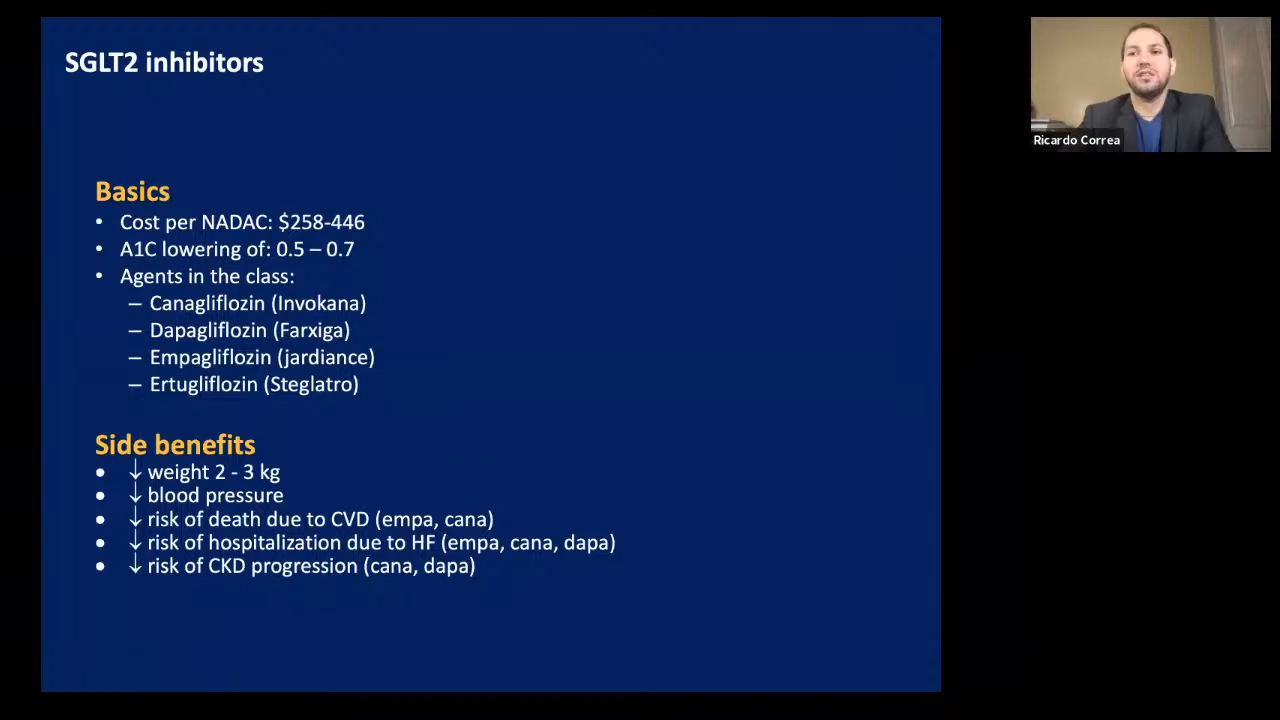 SGLT2 inhibitors
Basics
• Cost per NADAC: $258-446
• A1C lowering of: 0.5 – 0.7
• Agents in the class:
– Canagliflozin (Invokana)
– Dapagliflozin (Farxiga)
– Empagliflozin (jardiance)
– Ertugliflozin (Steglatro)
Side benefits
• ↓ weight 2 - 3 kg
• ↓ blood pressure
• ↓ risk of death due to CVD (empa, cana)
• ↓ risk of hospitalization due to HF (empa, cana, dapa)
• ↓ risk of CKD progression (cana, dapa)
Ricardo Correa